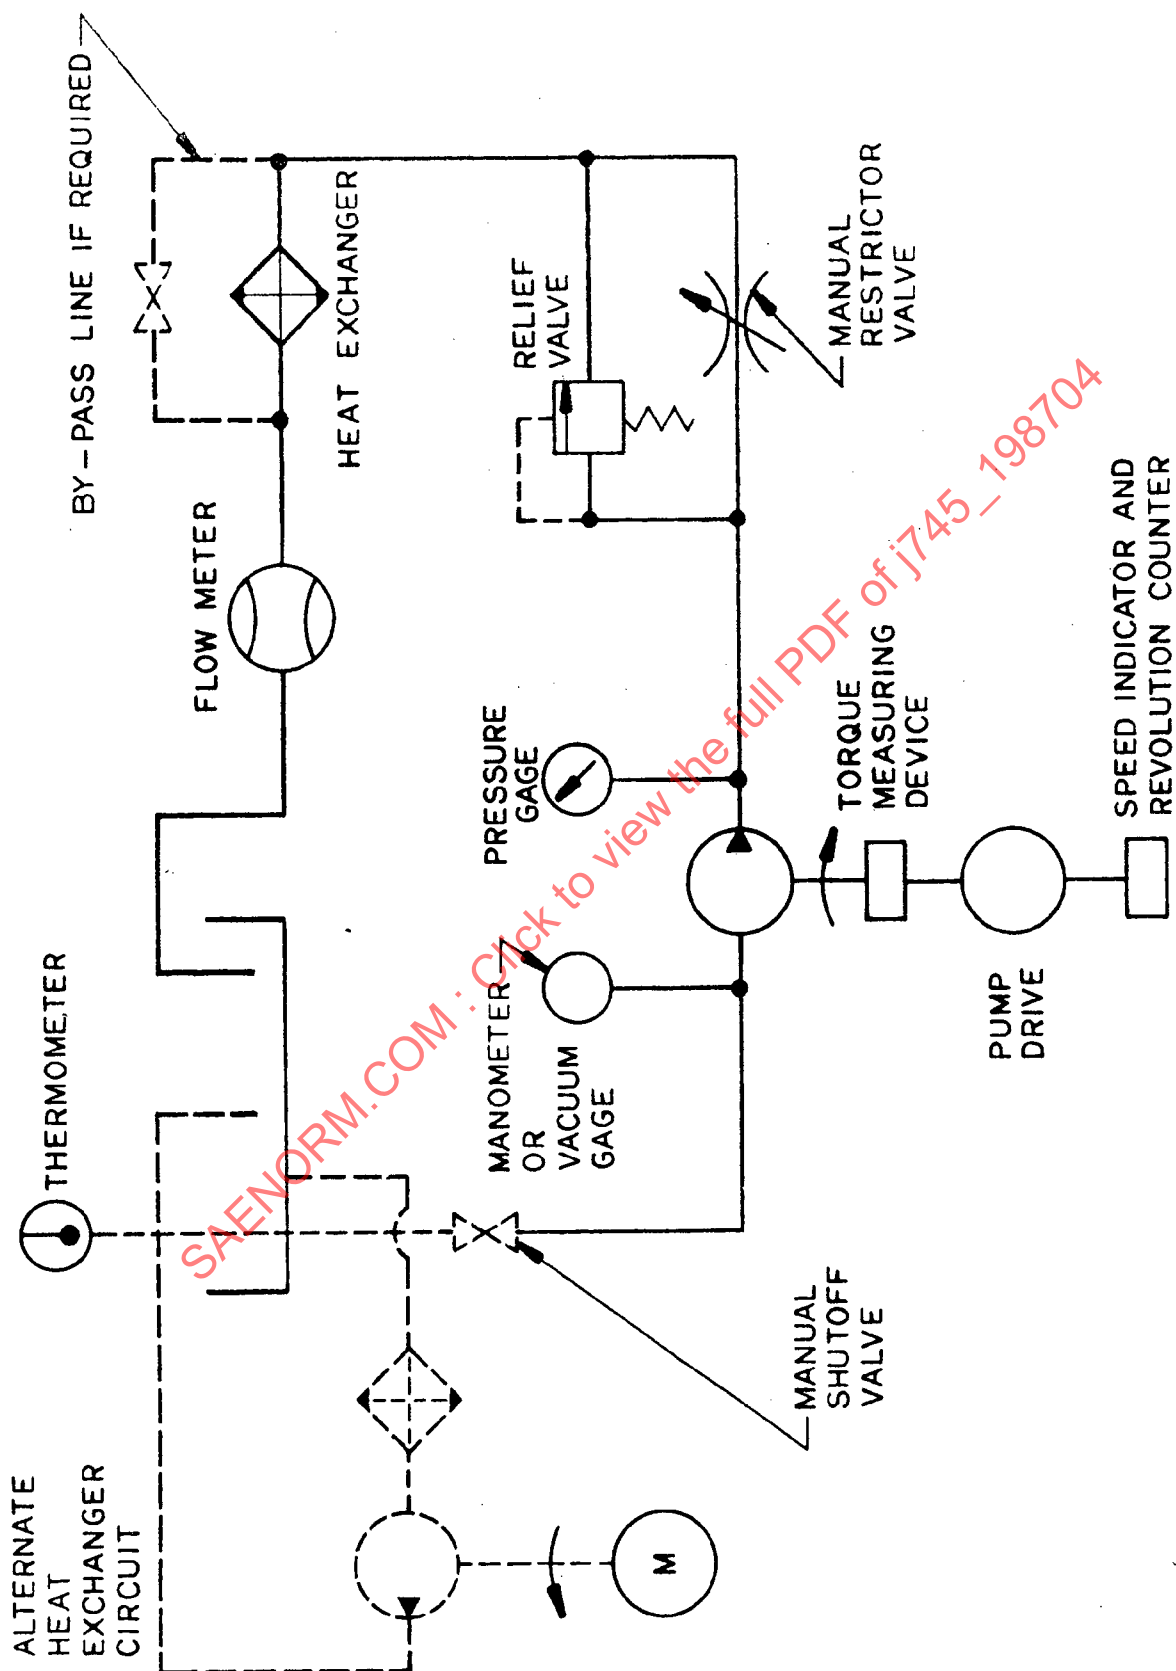 ALTERNATE
HEAT
EXCHANGER
CIRCUIT
THERMOMETER
FLOW METER
BY-PASS LINE IF REQUIRED
HEAT EXCHANGER
M
MANUAL
SHUTOFF
VALVE
MANOMETER
OR
VACUUM
GAGE
PRESSURE
GAGE
RELIEF
VALVE
MANUAL
RESTRICTOR
VALVE
TORQUE
MEASURING
DEVICE
PUMP
DRIVE
SPEED INDICATOR AND
REVOLUTION COUNTER
SAENORM.COM : Click to view the full PDF of j745_198704